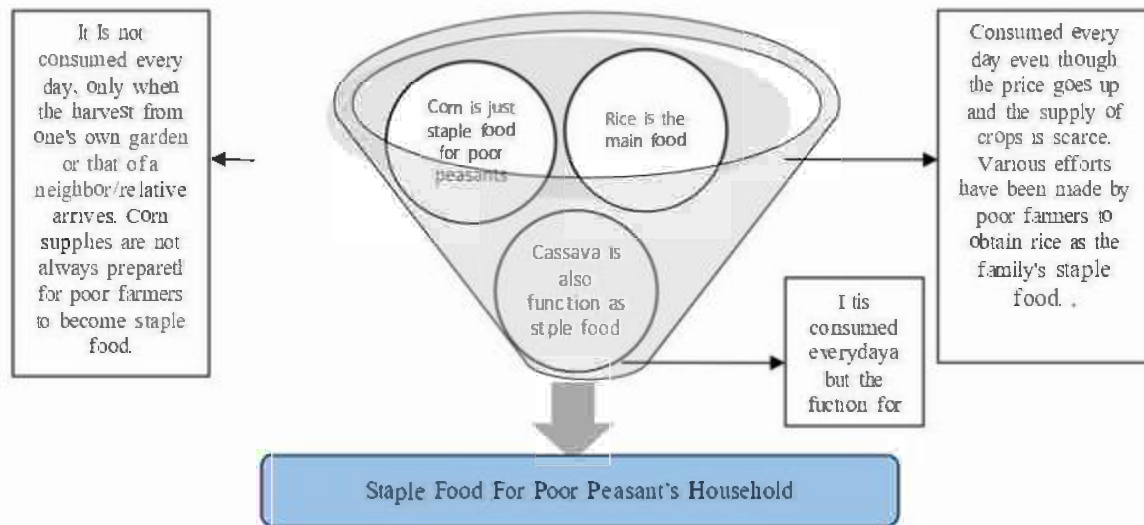 It Is not
consumed every
day, only when
the harvest from
one's own garden
or that of a
neighbor/relative
arrives. Corn
supplies are not
always prepared
for poor farmers
to become staple
food.
Corn is just
staple food
for poor
peasants
Rice is the
main food
Cassava is
also
function as
stple food
Consumed every
day even though
the price goes up
and the supply of
crops is scarce.
Various efforts
have been made by
poor farmers to
obtain rice as the
family's staple
food. .
I tis
consumed
everydaya
but the
fuction for
Staple Food For Poor Peasant's Household